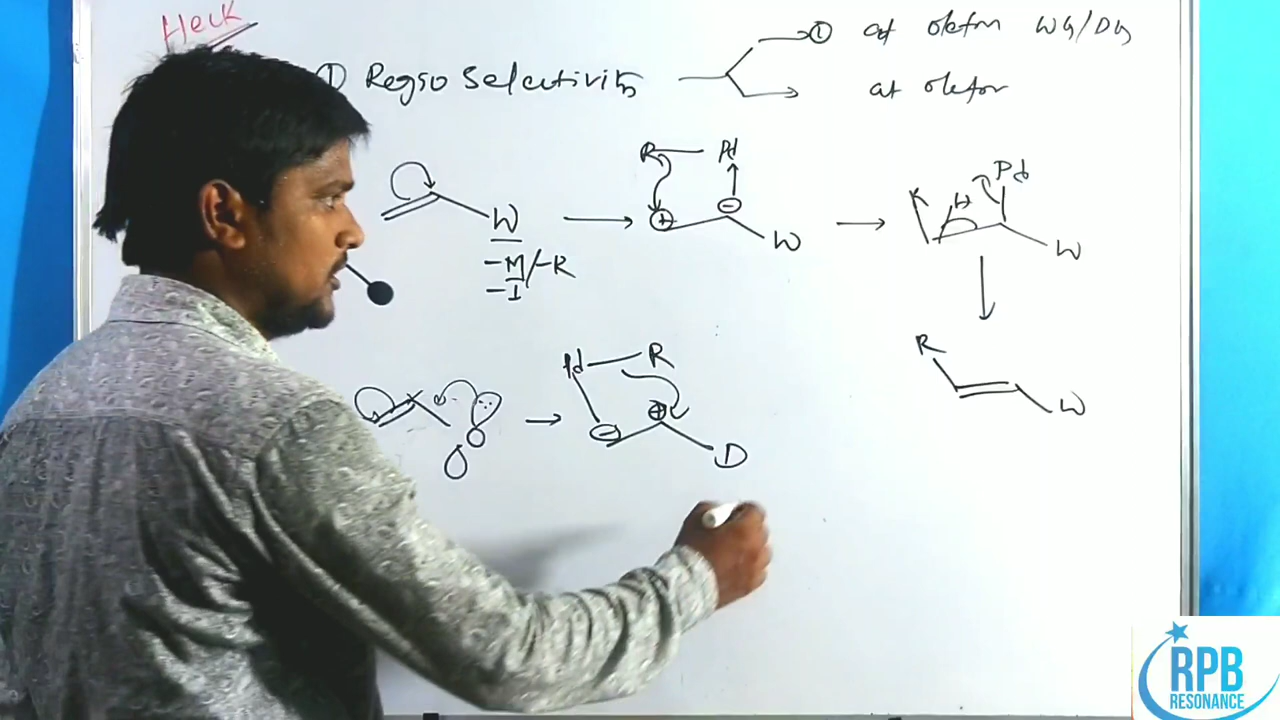 Heck
① Regio Selectivity
① at olefin WG/DG
at olefin
R Pd
Pd
R H
W
⊕ ⊖
W
W
-M/-R
-I
R
W
Pd R
⊕
⊖
D
RPB
RESONANCE